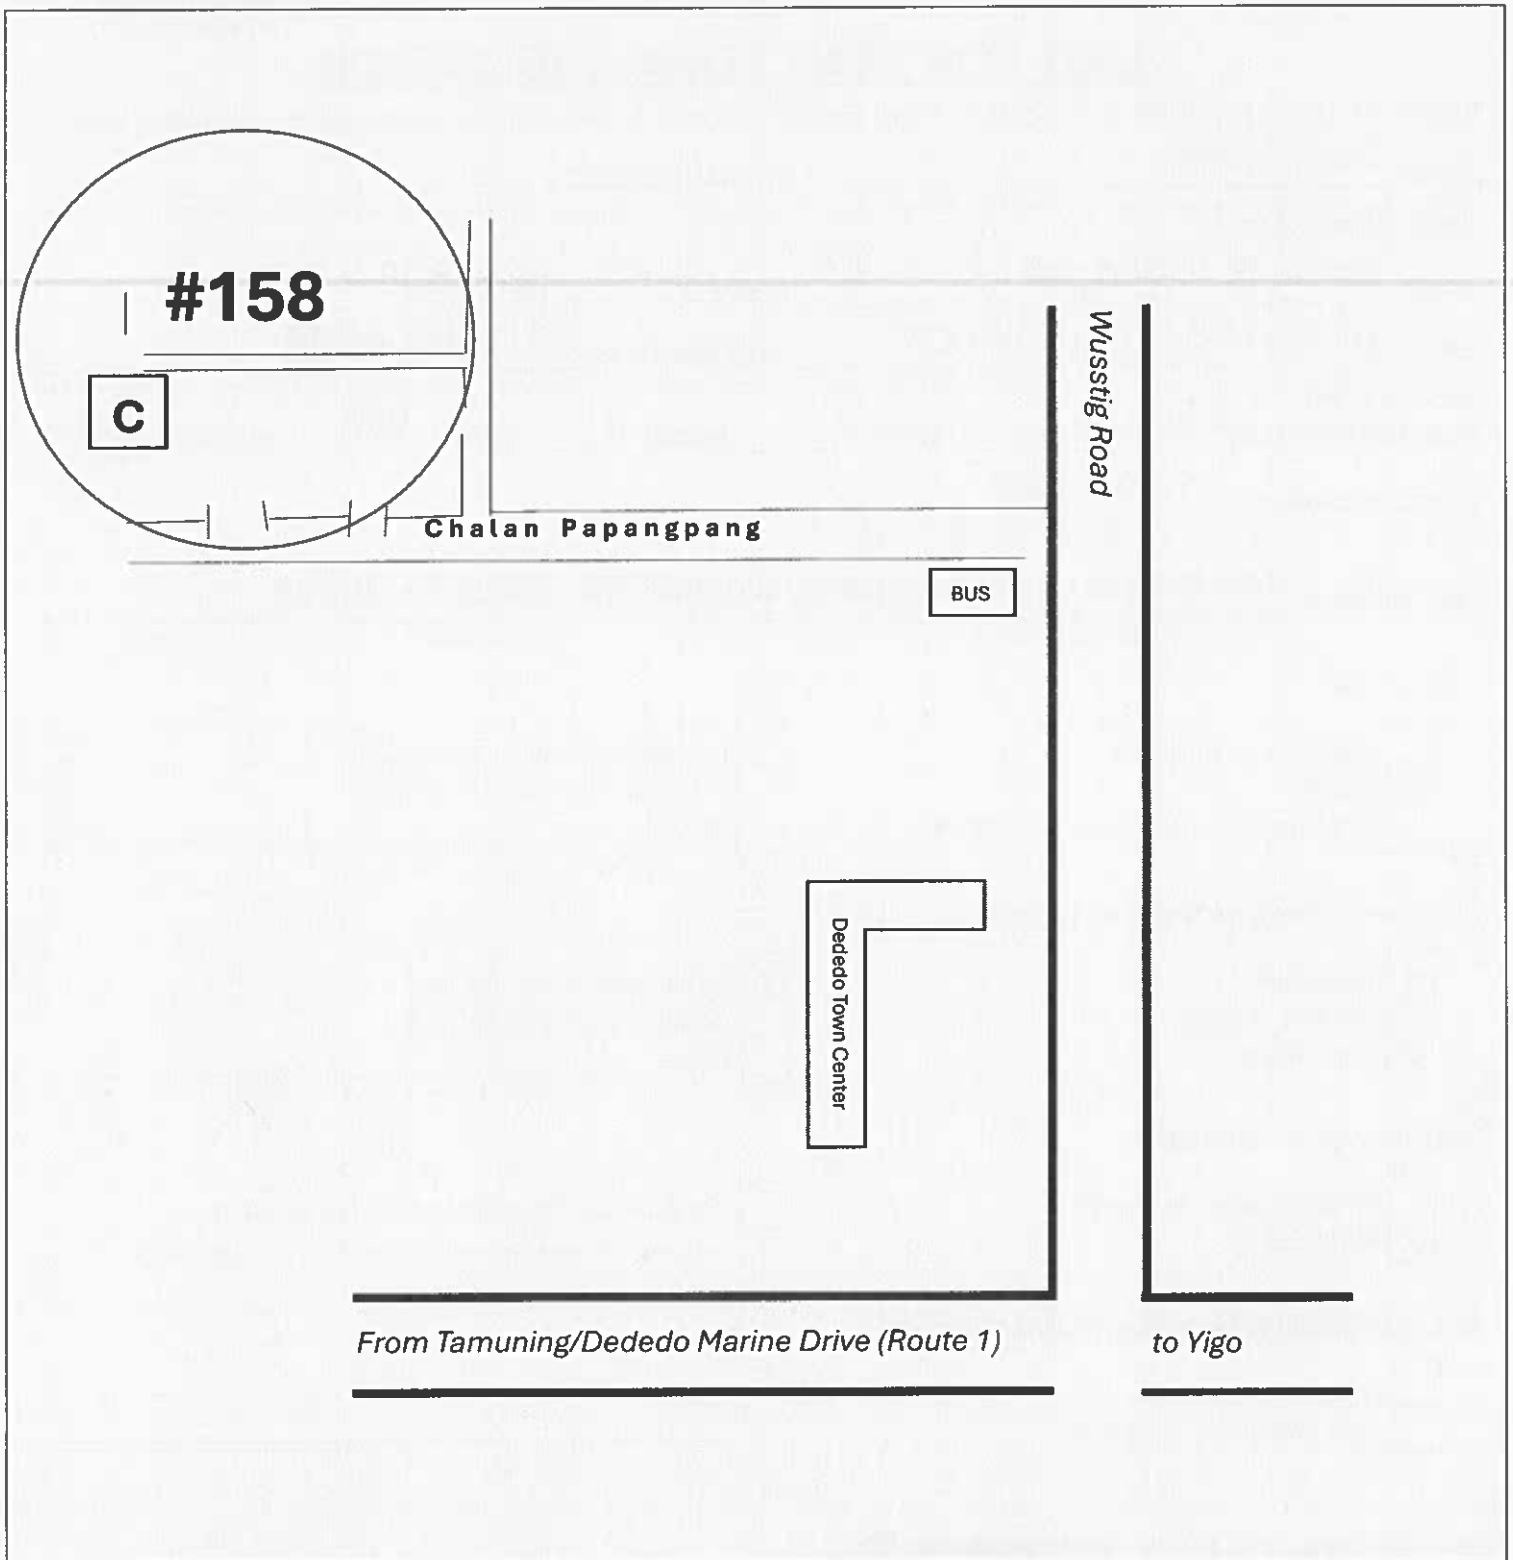 #158
C
Wusstig Road
Chalan Papangpang
BUS
Dededo Town Center
From Tamuning/Dededo Marine Drive (Route 1)
to Yigo